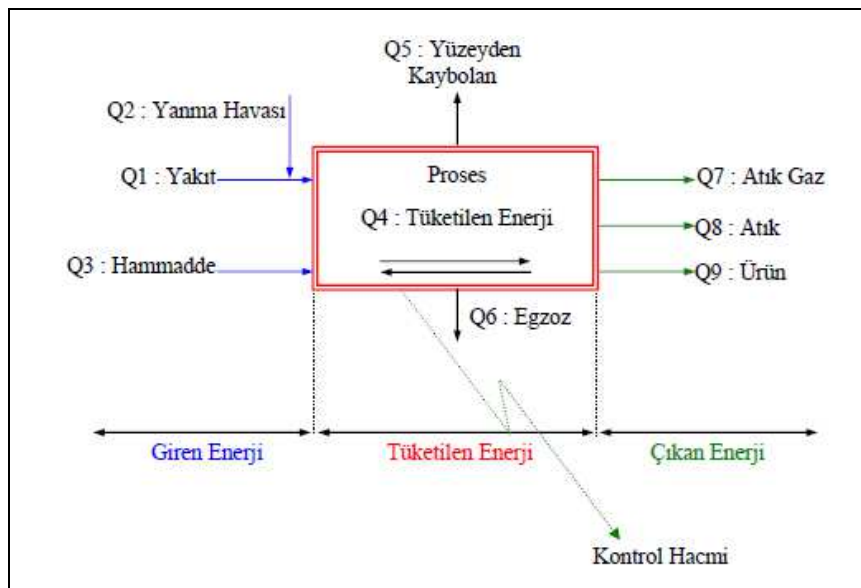 Q5 : Yüzeyden
Kaybolan
Q2 : Yanma Havası
Q1 : Yakıt
Proses
Q7 : Atık Gaz
Q4 : Tüketilen Enerji
Q8 : Atık
Q3 : Hammadde
Q9 : Ürün
Q6 : Egzoz
Giren Enerji
Tüketilen Enerji
Çıkan Enerji
Kontrol Hacmi